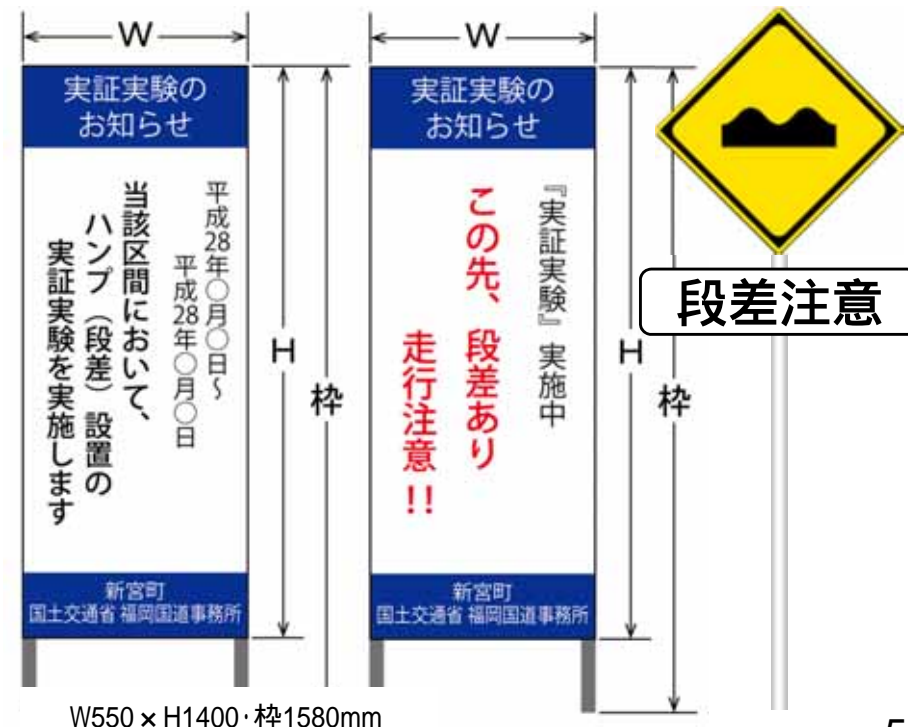 W
実証実験の
お知らせ
平成28年〇月〇日～
平成28年〇月〇日
当該区間において、
ハンプ（段差）設置の
実証実験を実施します
新宮町
国土交通省 福岡国道事務所
H
枠
W550×H1400・枠1580mm
W
実証実験の
お知らせ
『実証実験』実施中
この先、段差あり
走行注意!!
新宮町
国土交通省 福岡国道事務所
H
枠
段差注意
5